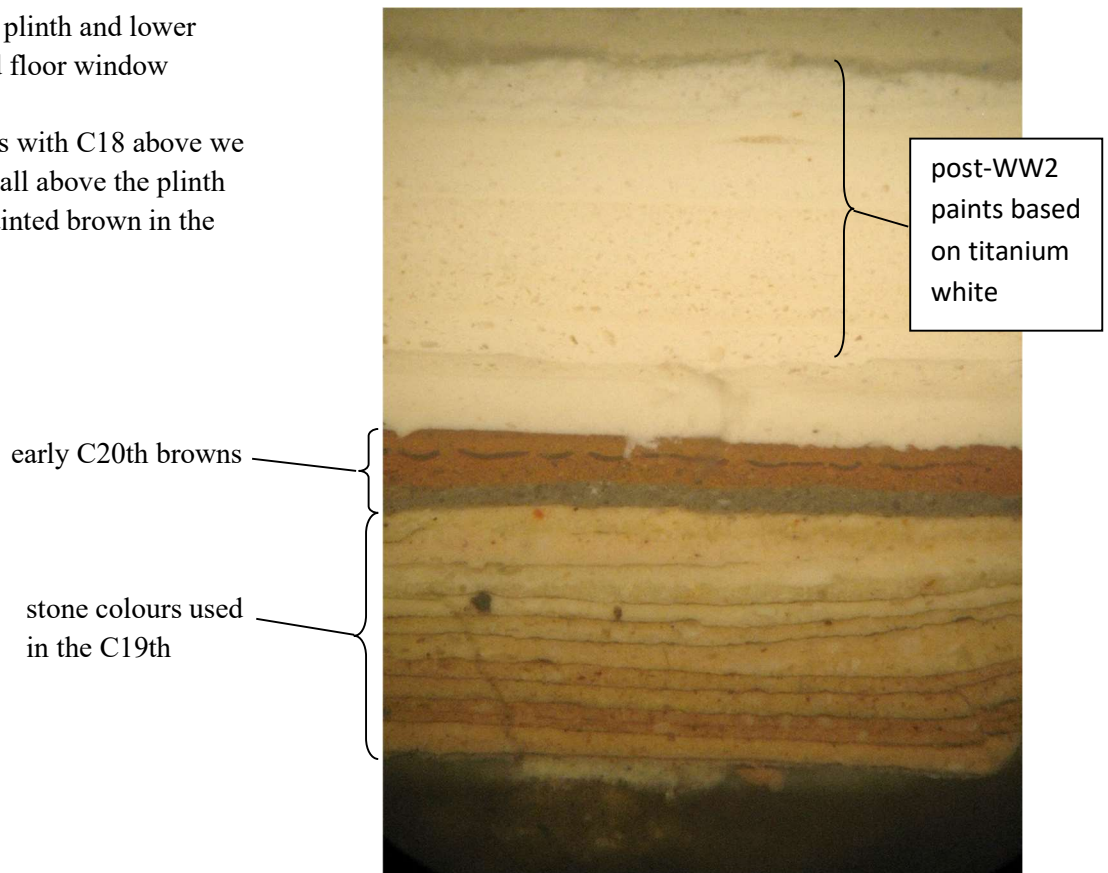 plinth and lower
floor window
s with C18 above we
all above the plinth
inted brown in the
post-WW2
paints based
on titanium
white
early C20th browns
stone colours used
in the C19th